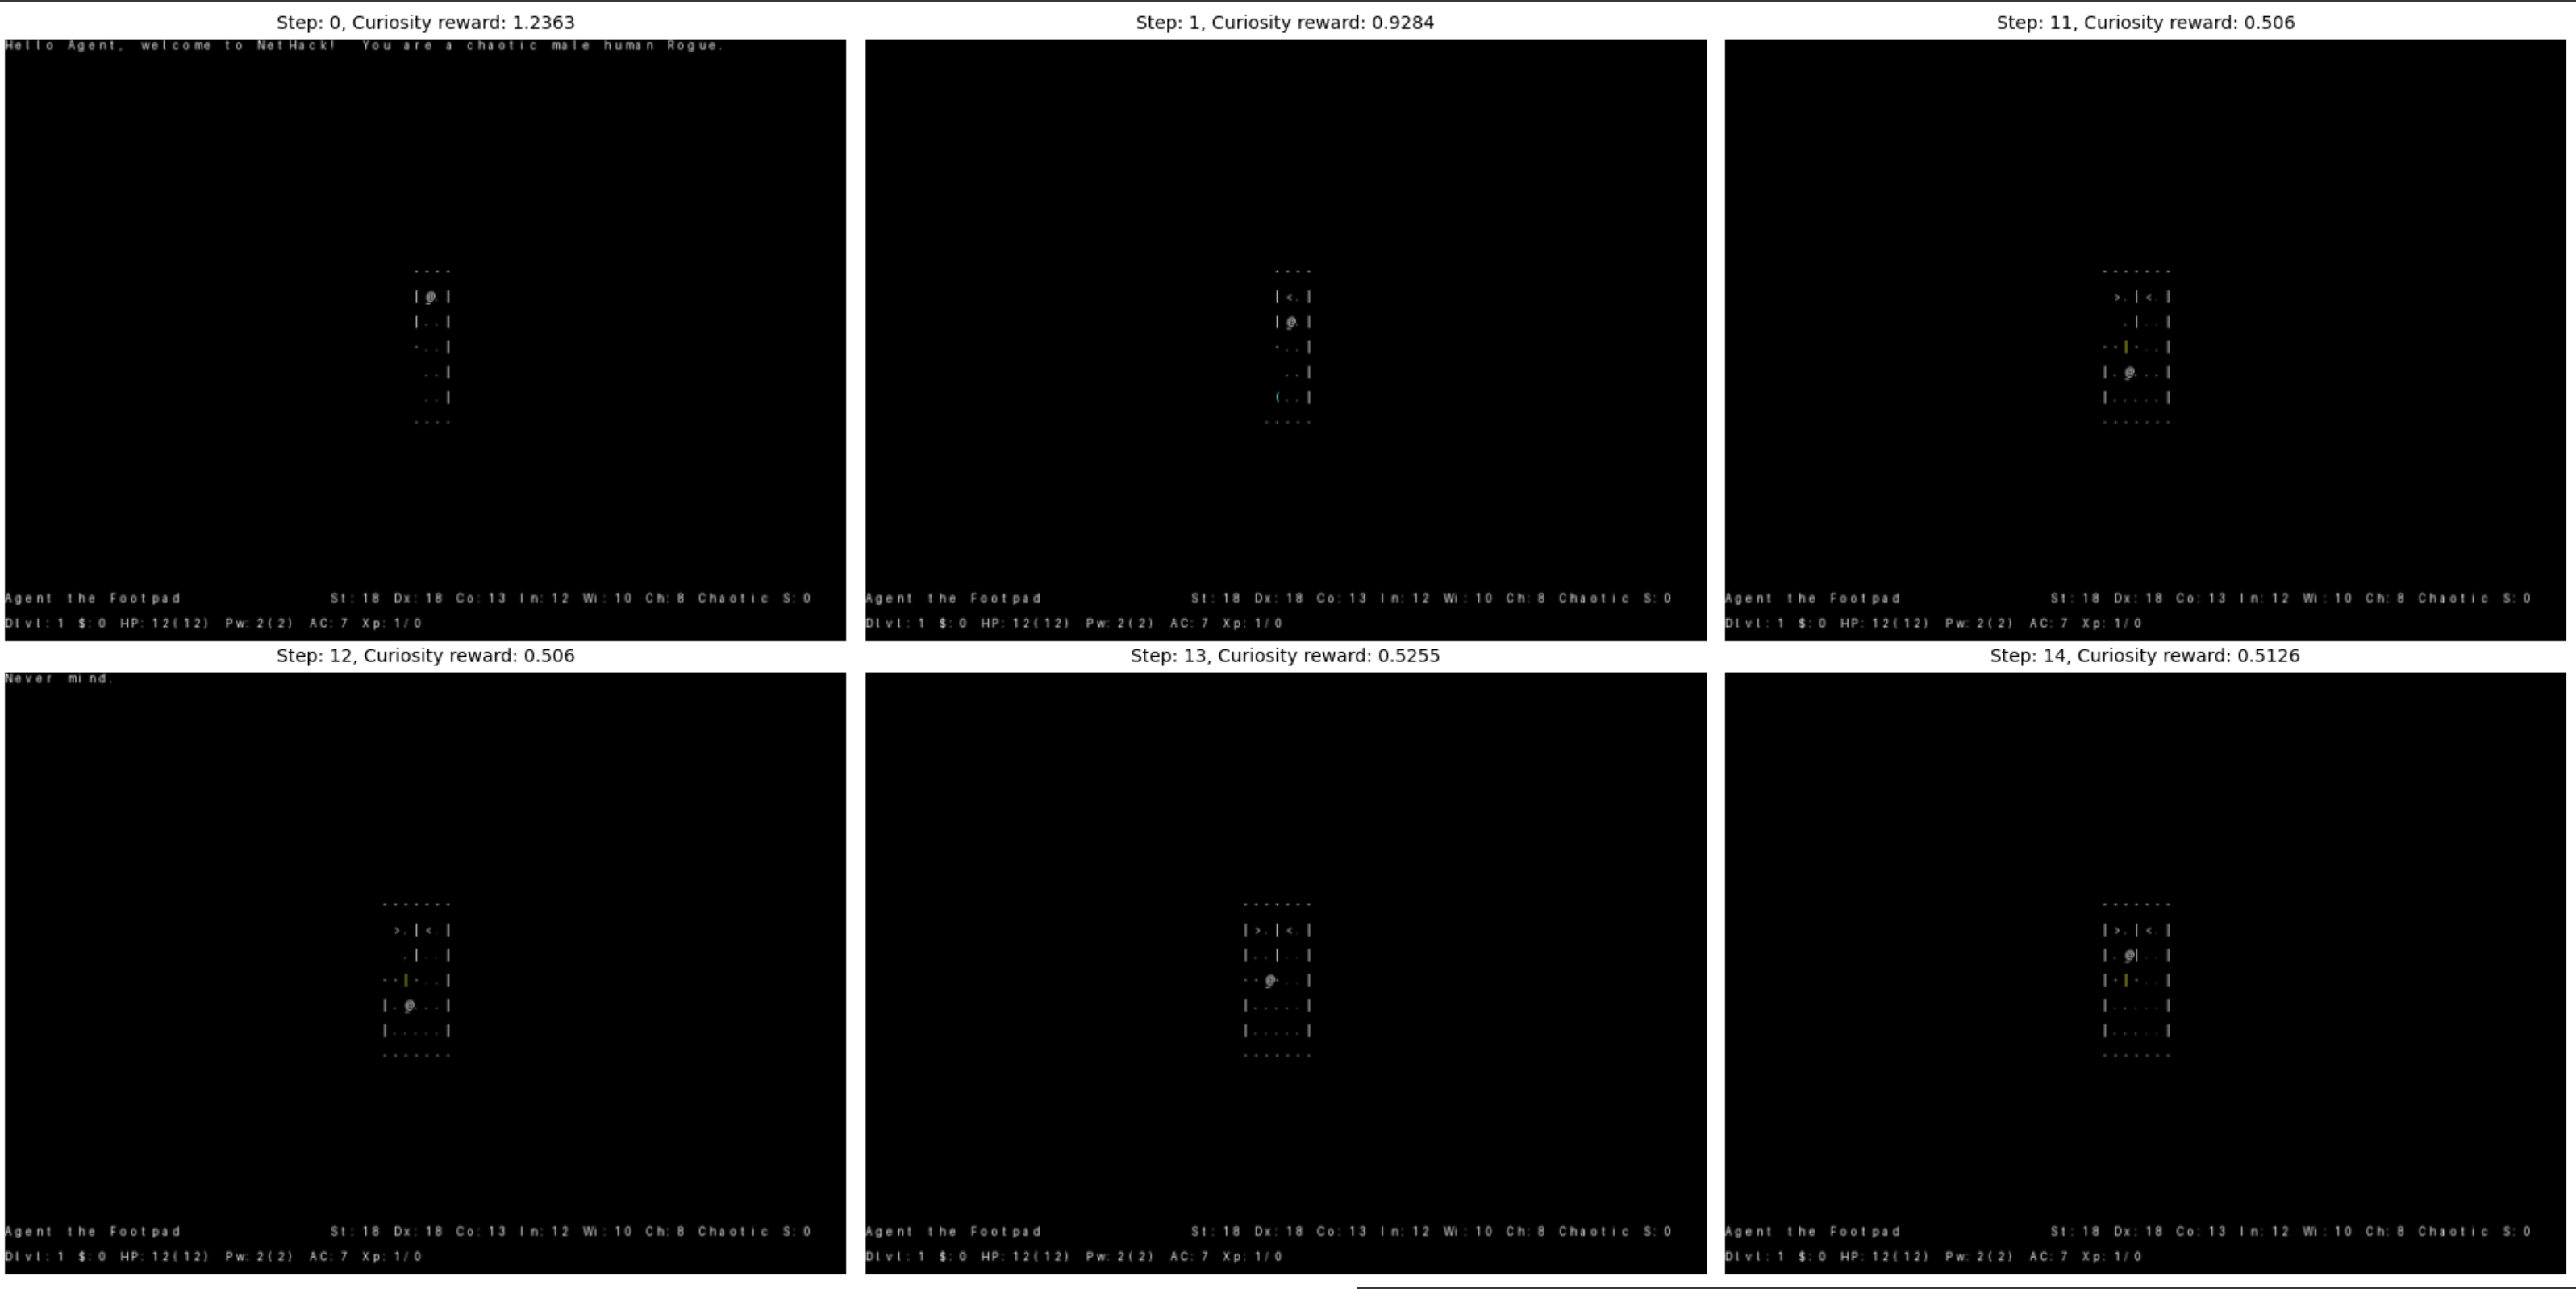 Step: 0, Curiosity reward: 1.2363
Hello Agent, welcome to NetHack!  You are a chaotic male human Rogue.
- - - -
|@.|
|..|
-..|
..|
..|
- - - -
Agent the Footpad St:18 Dx:18 Co:13 In:12 Wi:10 Ch:8 Chaotic S:0
Dlvl:1 $:0 HP:12(12) Pw:2(2) AC:7 Xp:1/0
Step: 1, Curiosity reward: 0.9284
- - - -
|<.|
|@.|
-..|
..|
(..|
- - - - -
Agent the Footpad St:18 Dx:18 Co:13 In:12 Wi:10 Ch:8 Chaotic S:0
Dlvl:1 $:0 HP:12(12) Pw:2(2) AC:7 Xp:1/0
Step: 11, Curiosity reward: 0.506
- - - - - - -
>.|<.|
.|..|
--|-..|
|.@..|
|.....|
- - - - - - -
Agent the Footpad St:18 Dx:18 Co:13 In:12 Wi:10 Ch:8 Chaotic S:0
Dlvl:1 $:0 HP:12(12) Pw:2(2) AC:7 Xp:1/0
Step: 12, Curiosity reward: 0.506
Never mind.
- - - - - - -
>.|<.|
.|..|
--|-..|
|.@..|
|.....|
- - - - - - -
Agent the Footpad St:18 Dx:18 Co:13 In:12 Wi:10 Ch:8 Chaotic S:0
Dlvl:1 $:0 HP:12(12) Pw:2(2) AC:7 Xp:1/0
Step: 13, Curiosity reward: 0.5255
- - - - - - -
|>.|<.|
|..|..|
--@-..|
|.....|
|.....|
- - - - - - -
Agent the Footpad St:18 Dx:18 Co:13 In:12 Wi:10 Ch:8 Chaotic S:0
Dlvl:1 $:0 HP:12(12) Pw:2(2) AC:7 Xp:1/0
Step: 14, Curiosity reward: 0.5126
- - - - - - -
|>.|<.|
|.@|..|
|-|-..|
|.....|
|.....|
- - - - - - -
Agent the Footpad St:18 Dx:18 Co:13 In:12 Wi:10 Ch:8 Chaotic S:0
Dlvl:1 $:0 HP:12(12) Pw:2(2) AC:7 Xp:1/0